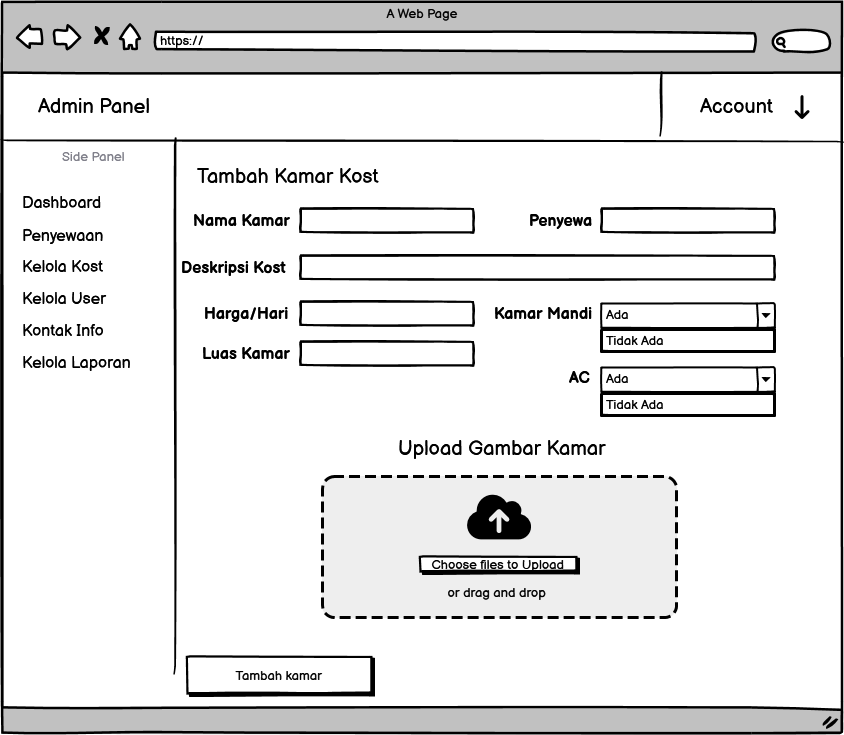 A Web Page
https://
Admin Panel
Account
Side Panel
Dashboard
Penyewaan
Kelola Kost
Kelola User
Kontak Info
Kelola Laporan
Tambah Kamar Kost
Nama Kamar
Penyewa
Deskripsi Kost
Harga/Hari
Kamar Mandi
Ada
Tidak Ada
Luas Kamar
AC
Ada
Tidak Ada
Upload Gambar Kamar
Choose files to Upload
or drag and drop
Tambah kamar